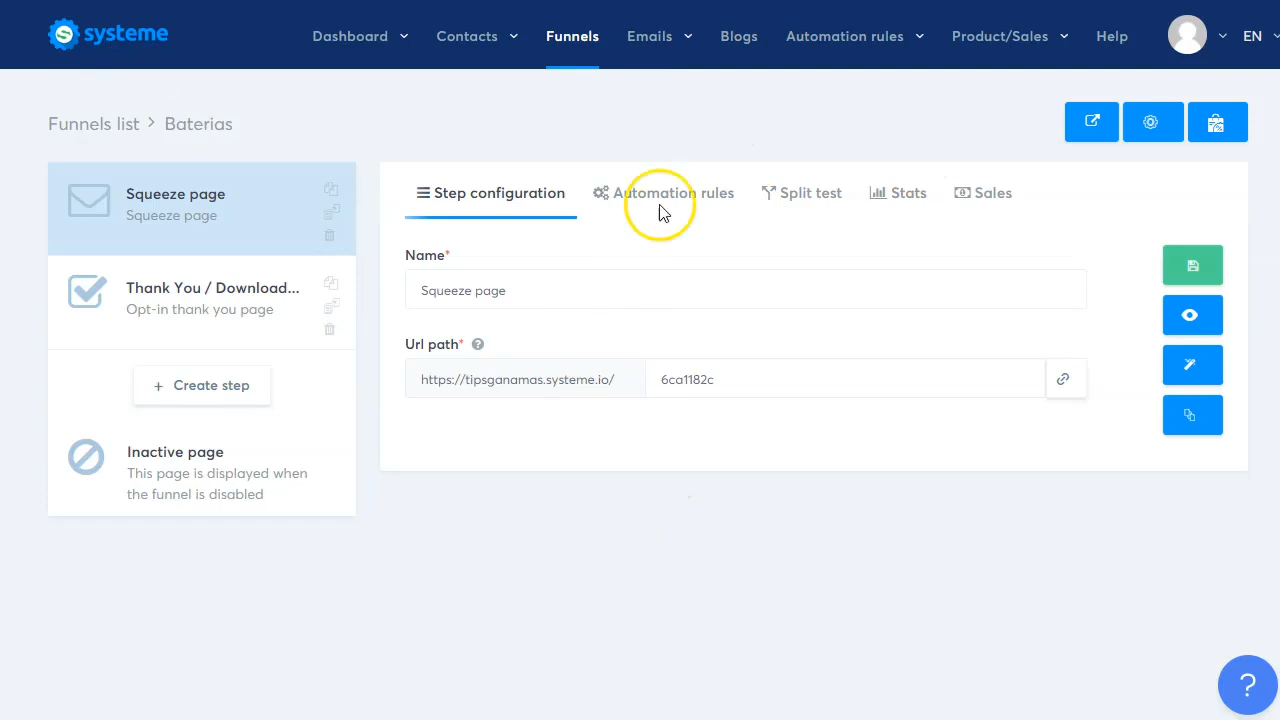 systeme
Dashboard Contacts Funnels Emails Blogs Automation rules Product/Sales Help EN
Funnels list > Baterias
Squeeze page
Squeeze page
Thank You / Download...
Opt-in thank you page
+ Create step
Inactive page
This page is displayed when
the funnel is disabled
Step configuration Automation rules Split test Stats Sales
Name*
Squeeze page
Url path* ?
https://tipsganamas.systeme.io/ 6ca1182c
?